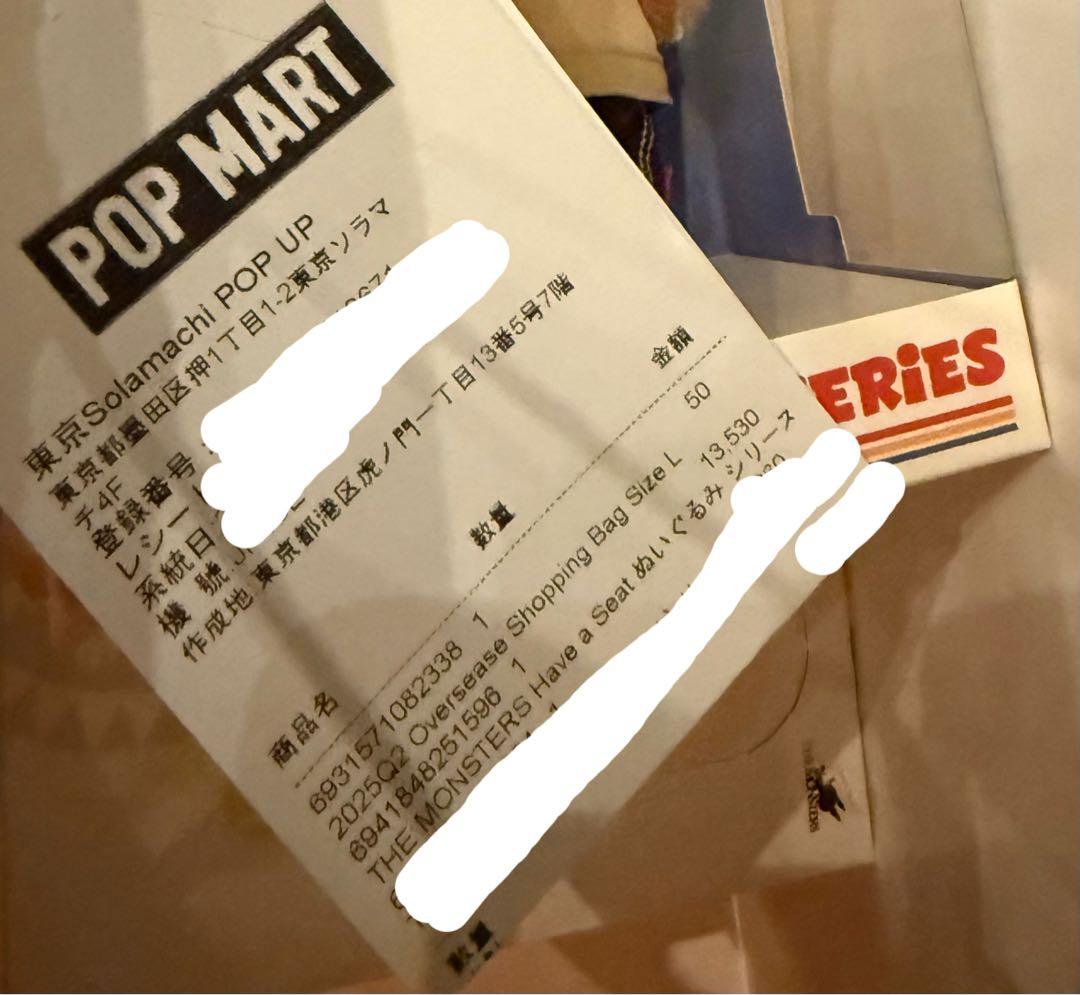 POP MART
東京Solamachi POP UP
東京都墨田区押1丁目1-2東京ソラマ
チ4F
登録番号
レシー
系統日
機 號
作成地 東京都港区虎ノ門一丁目13番5号7階
商品名 数量 金額
6931571082338 1 50
2025Q2 Oversease Shopping Bag Size L
6941848251596 1 13,530
THE MONSTERS Have a Seat ぬいぐるみ シリース
数量
ERiES